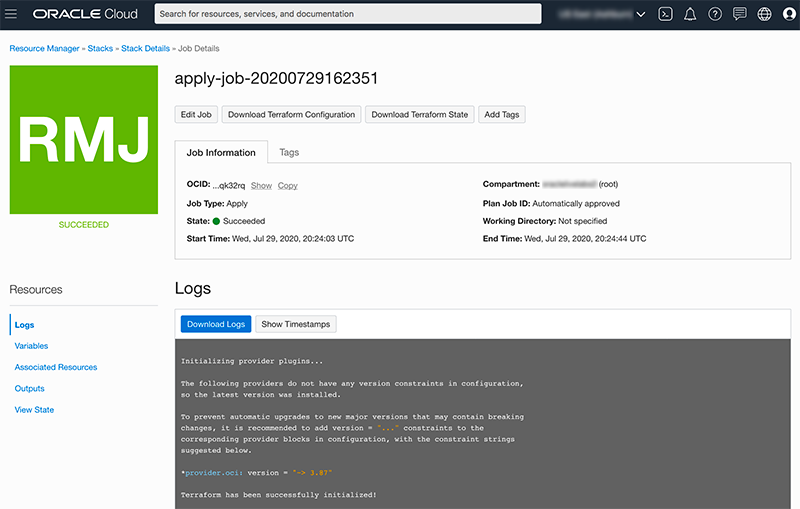 ORACLE Cloud
Search for resources, services, and documentation
Resource Manager » Stacks » Stack Details » Job Details
RMJ
SUCCEEDED
apply-job-20200729162351
Edit Job
Download Terraform Configuration
Download Terraform State
Add Tags
Job Information
Tags
OCID: ...qk32rq Show Copy
Compartment: (root)
Job Type: Apply
Plan Job ID: Automatically approved
State: Succeeded
Working Directory: Not specified
Start Time: Wed, Jul 29, 2020, 20:24:03 UTC
End Time: Wed, Jul 29, 2020, 20:24:44 UTC
Resources
Logs
Variables
Associated Resources
Outputs
View State
Logs
Download Logs
Show Timestamps
Initializing provider plugins...
The following providers do not have any version constraints in configuration,
so the latest version was installed.
To prevent automatic upgrades to new major versions that may contain breaking
changes, it is recommended to add version = "..." constraints to the
corresponding provider blocks in configuration, with the constraint strings
suggested below.
*provider.oci: version = "~> 3.87"
Terraform has been successfully initialized!